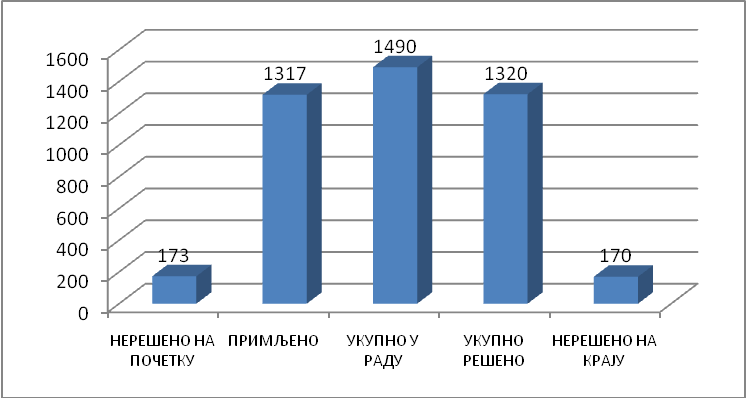 1600
1400
1200
1000
800
600
400
200
0
173
1317
1490
1320
170
НЕРЕШЕНО НА
ПОЧЕТКУ
ПРИМЉЕНО
УКУПНО У
РАДУ
УКУПНО
РЕШЕНО
НЕРЕШЕНО НА
КРАЈУ